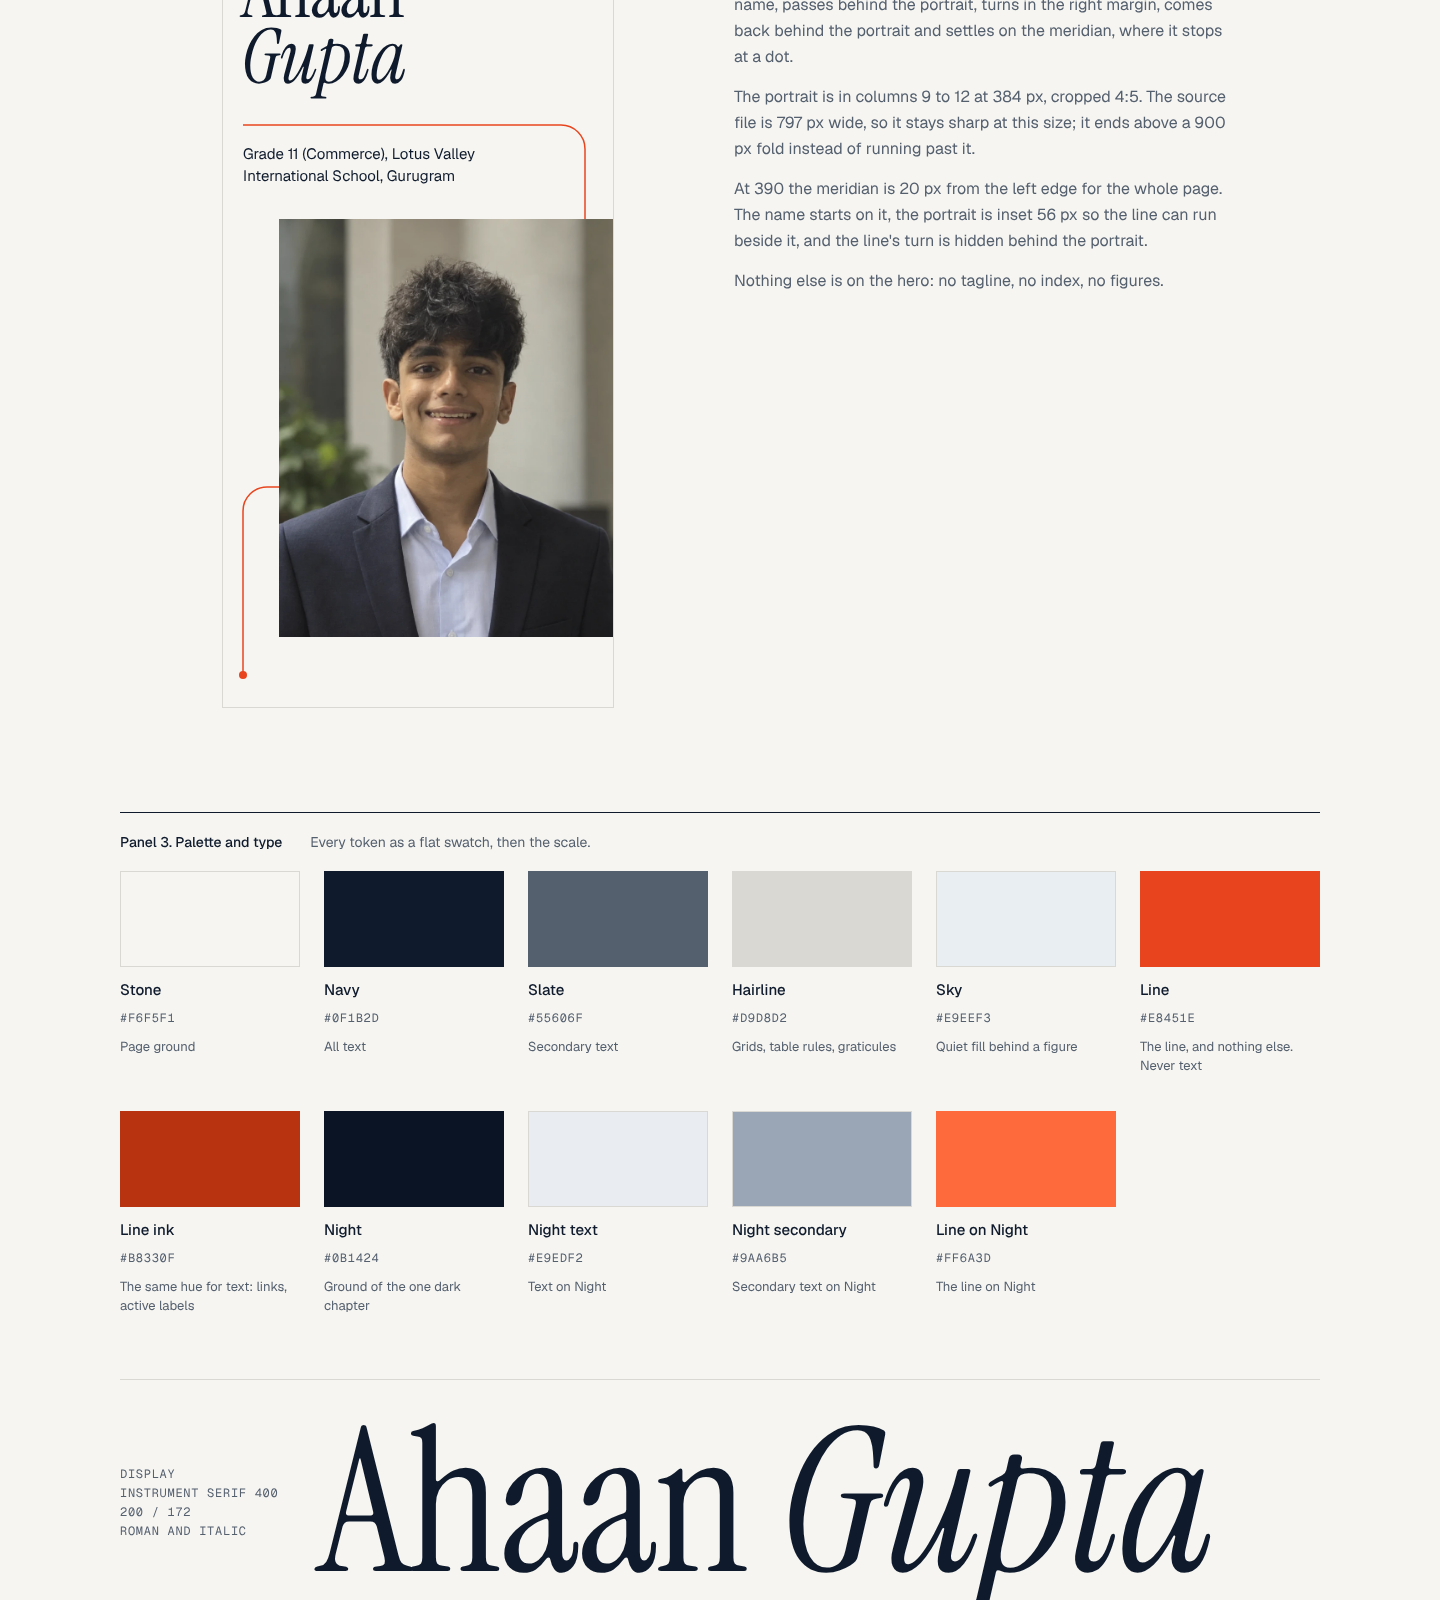 Ahaan
Gupta
Grade 11 (Commerce), Lotus Valley
International School, Gurugram
name, passes behind the portrait, turns in the right margin, comes
back behind the portrait and settles on the meridian, where it stops
at a dot.
The portrait is in columns 9 to 12 at 384 px, cropped 4:5. The source
file is 797 px wide, so it stays sharp at this size; it ends above a 900
px fold instead of running past it.
At 390 the meridian is 20 px from the left edge for the whole page.
The name starts on it, the portrait is inset 56 px so the line can run
beside it, and the line's turn is hidden behind the portrait.
Nothing else is on the hero: no tagline, no index, no figures.
Panel 3. Palette and type
Every token as a flat swatch, then the scale.
Stone
#F6F5F1
Page ground
Navy
#0F1B2D
All text
Slate
#55606F
Secondary text
Hairline
#D9D8D2
Grids, table rules, graticules
Sky
#E9EEF3
Quiet fill behind a figure
Line
#E8451E
The line, and nothing else.
Never text
Line ink
#B8330F
The same hue for text: links,
active labels
Night
#0B1424
Ground of the one dark
chapter
Night text
#E9EDF2
Text on Night
Night secondary
#9AA6B5
Secondary text on Night
Line on Night
#FF6A3D
The line on Night
DISPLAY
INSTRUMENT SERIF 400
200 / 172
ROMAN AND ITALIC
Ahaan Gupta